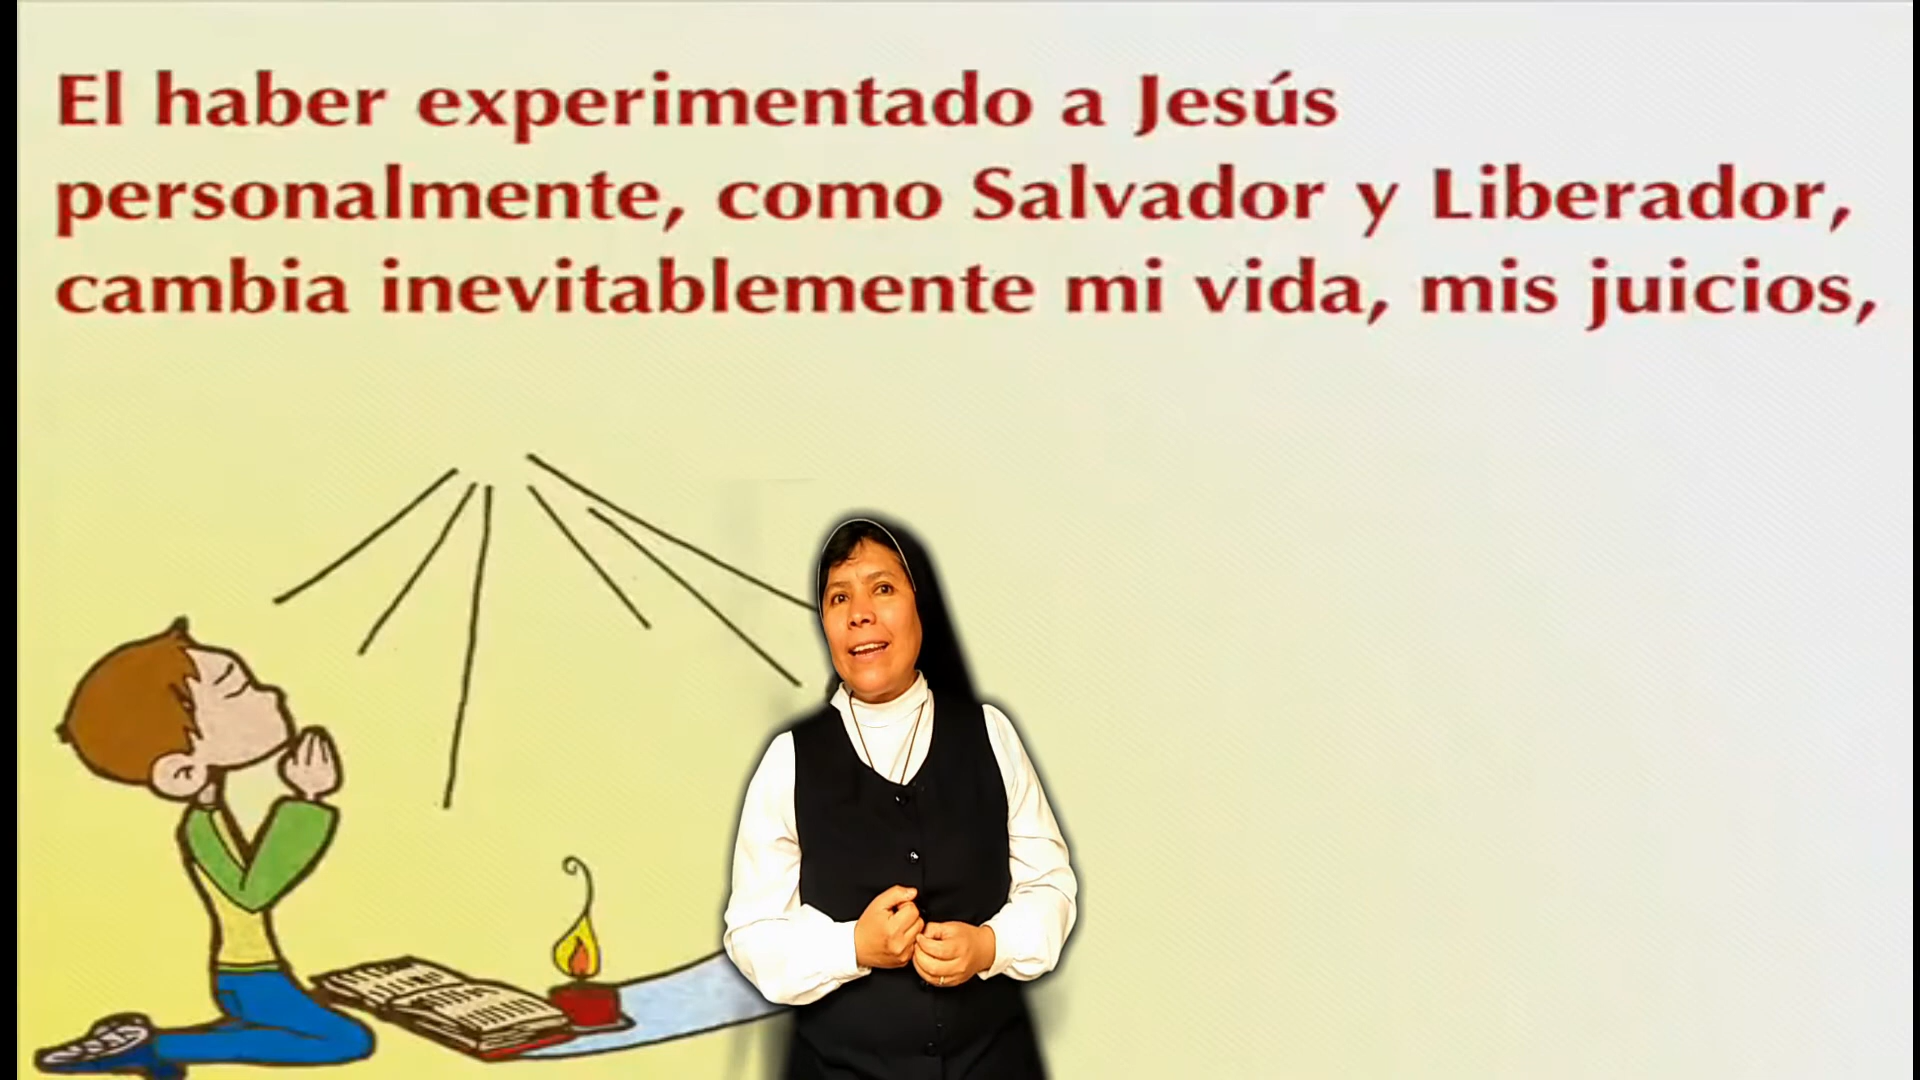 El haber experimentado a Jesús
personalmente, como Salvador y Liberador,
cambia inevitablemente mi vida, mis juicios,